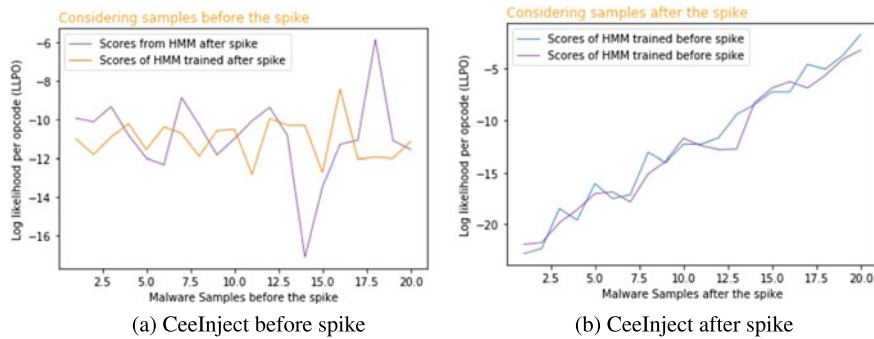 Considering samples before the spike
Scores from HMM after spike
Scores of HMM trained after spike
Log likelihood per opcode (LLPO)
−6
−8
−10
−12
−14
−16
2.5 5.0 7.5 10.0 12.5 15.0 17.5 20.0
Malware Samples before the spike
(a) CeeInject before spike
Considering samples after the spike
Scores of HMM trained before spike
Scores of HMM trained before spike
Log likelihood per opcode (LLPO)
−5
−10
−15
−20
2.5 5.0 7.5 10.0 12.5 15.0 17.5 20.0
Malware Samples after the spike
(b) CeeInject after spike